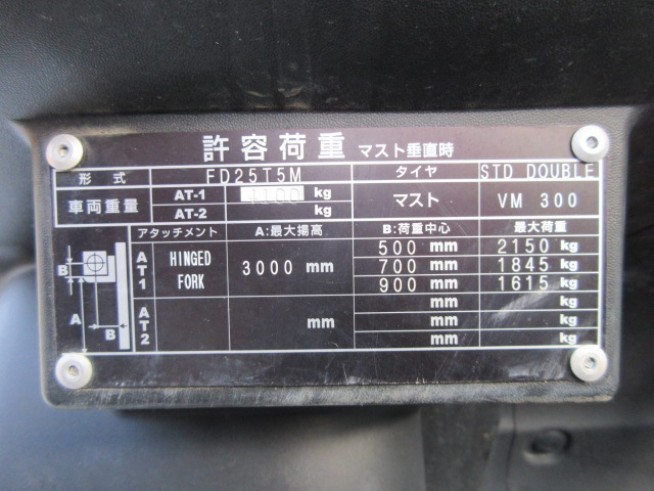 許容荷重 マスト垂直時
形式 FD25T5M タイヤ STD DOUBLE
車両重量 AT-1 4100 kg マスト VM 300
AT-2 kg
アタッチメント A:最大揚高 B:荷重中心 最大荷重
AT1 HINGED FORK 3000 mm 500 mm 2150 kg
700 mm 1845 kg
900 mm 1615 kg
mm kg
AT2 mm mm kg
mm kg
B
A B